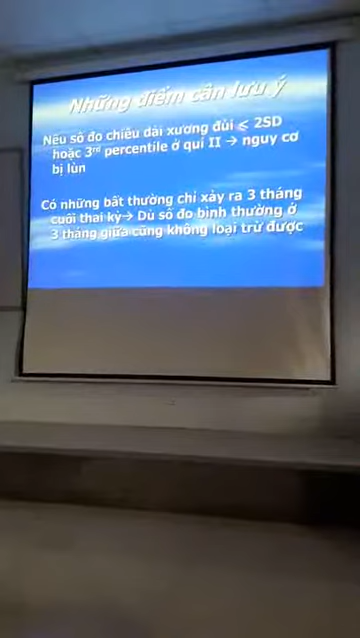 Những điểm cần lưu ý
Nếu số đo chiều dài xương đùi ⩽ 2SD
hoặc 3rd percentile ở quí II → nguy cơ
bị lùn
Có những bất thường chỉ xảy ra 3 tháng
cuối thai kỳ→ Dù số đo bình thường ở
3 tháng giữa cũng không loại trừ được